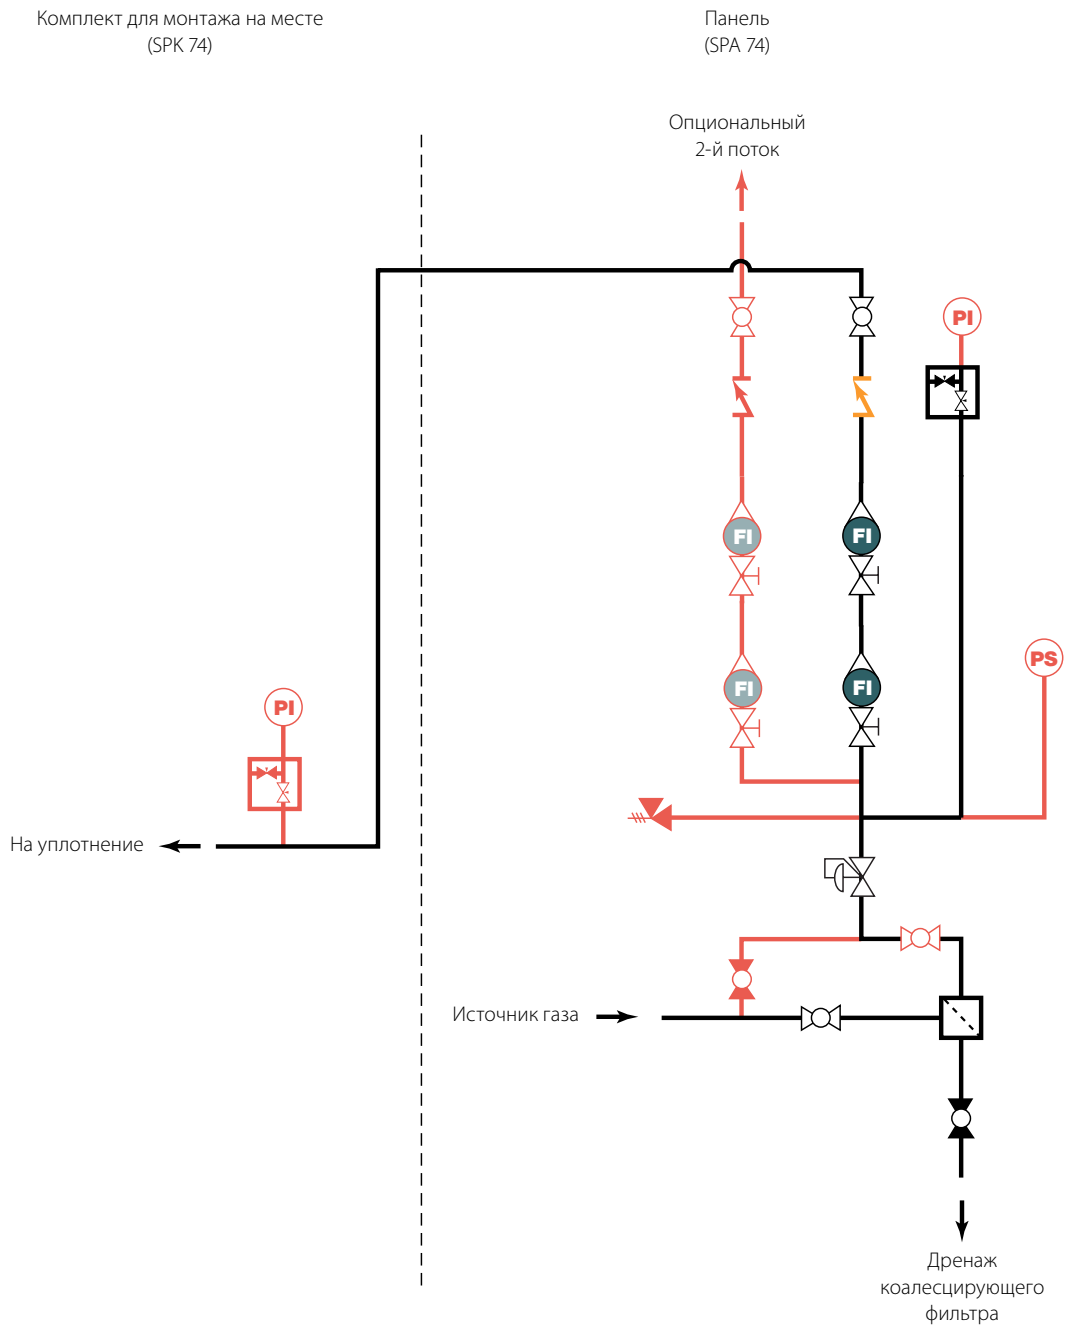 Комплект для монтажа на месте
(SPK 74)
Панель
(SPA 74)
Опциональный
2-й поток
PI
FI
FI
FI
FI
PS
PI
На уплотнение
Источник газа
Дренаж
коалесцирующего
фильтра